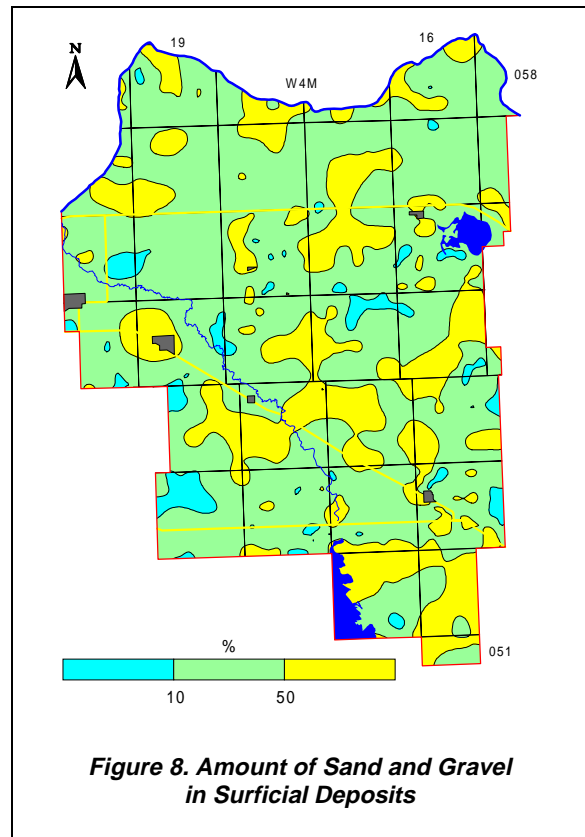 19
16
N
W4M
058
051
%
10
50
Figure 8. Amount of Sand and Gravel
in Surficial Deposits